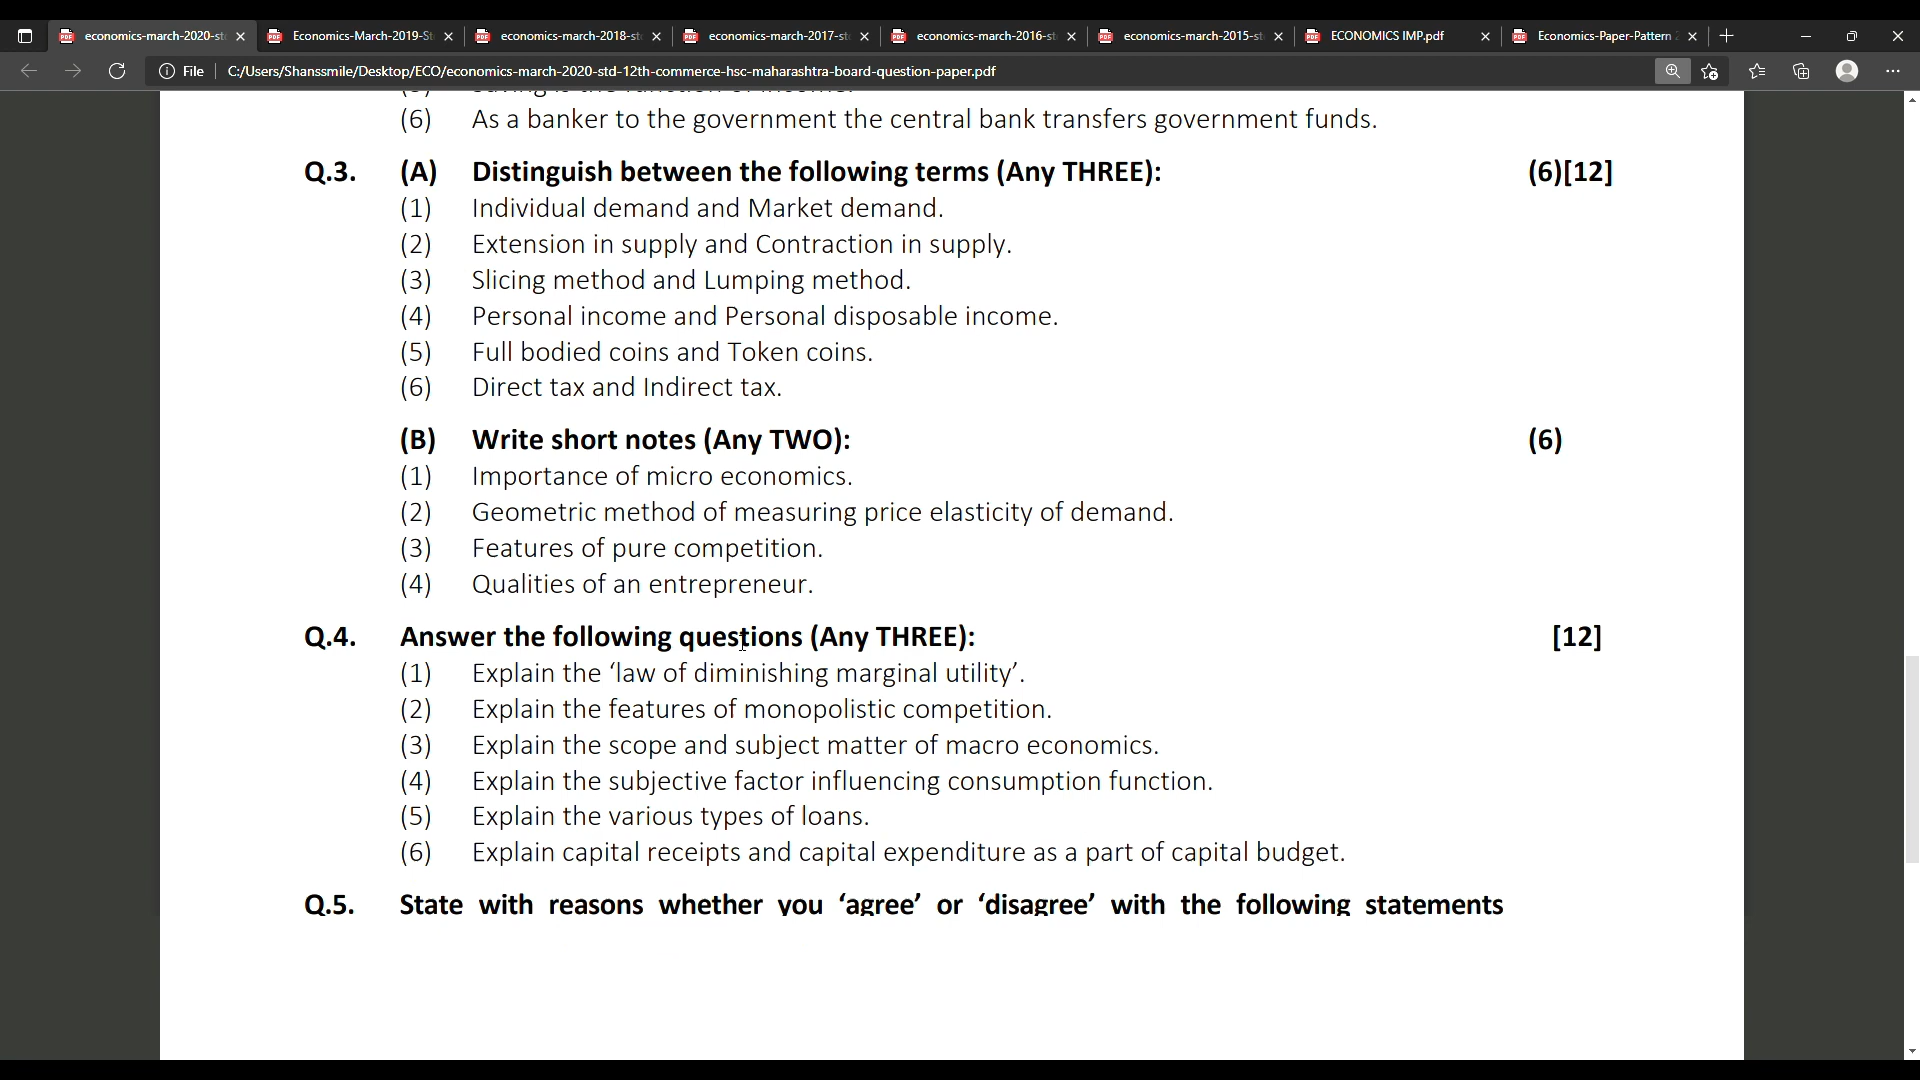 economics-march-2020-st
Economics-March-2019-S
economics-march-2018-st
economics-march-2017-st
economics-march-2016-st
economics-march-2015-st
ECONOMICS IMP.pdf
Economics-Paper-Pattern
File
C:/Users/Shanssmile/Desktop/ECO/economics-march-2020-std-12th-commerce-hsc-maharashtra-board-question-paper.pdf
(6) As a banker to the government the central bank transfers government funds.
Q.3. (A) Distinguish between the following terms (Any THREE): (6)[12]
(1) Individual demand and Market demand.
(2) Extension in supply and Contraction in supply.
(3) Slicing method and Lumping method.
(4) Personal income and Personal disposable income.
(5) Full bodied coins and Token coins.
(6) Direct tax and Indirect tax.
(B) Write short notes (Any TWO): (6)
(1) Importance of micro economics.
(2) Geometric method of measuring price elasticity of demand.
(3) Features of pure competition.
(4) Qualities of an entrepreneur.
Q.4. Answer the following questions (Any THREE): [12]
(1) Explain the ‘law of diminishing marginal utility’.
(2) Explain the features of monopolistic competition.
(3) Explain the scope and subject matter of macro economics.
(4) Explain the subjective factor influencing consumption function.
(5) Explain the various types of loans.
(6) Explain capital receipts and capital expenditure as a part of capital budget.
Q.5. State with reasons whether you ‘agree’ or ‘disagree’ with the following statements